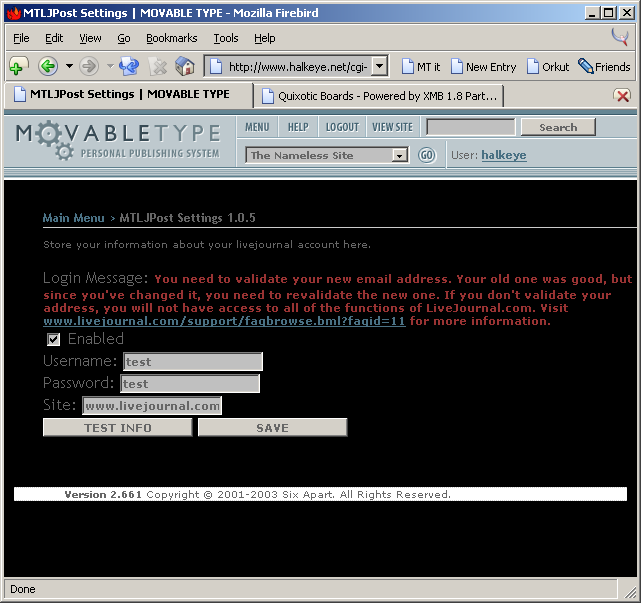 MTLJPost Settings | MOVABLE TYPE - Mozilla Firebird
File Edit View Go Bookmarks Tools Help
http://www.halkeye.net/cgi- MT it New Entry Orkut Friends
MTLJPost Settings | MOVABLE TYPE Quixotic Boards - Powered by XMB 1.8 Part...
MOVABLETYPE
PERSONAL PUBLISHING SYSTEM
MENU HELP LOGOUT VIEW SITE Search
The Nameless Site GO User: halkeye
Main Menu > MTLJPost Settings 1.0.5
Store your information about your livejournal account here.
Login Message: You need to validate your new email address. Your old one was good, but
since you've changed it, you need to revalidate the new one. If you don't validate your
address, you will not have access to all of the functions of LiveJournal.com. Visit
www.livejournal.com/support/faqbrowse.bml?faqid=11 for more information.
Enabled
Username: test
Password: test
Site: www.livejournal.com
TEST INFO SAVE
Version 2.661 Copyright © 2001-2003 Six Apart. All Rights Reserved.
Done